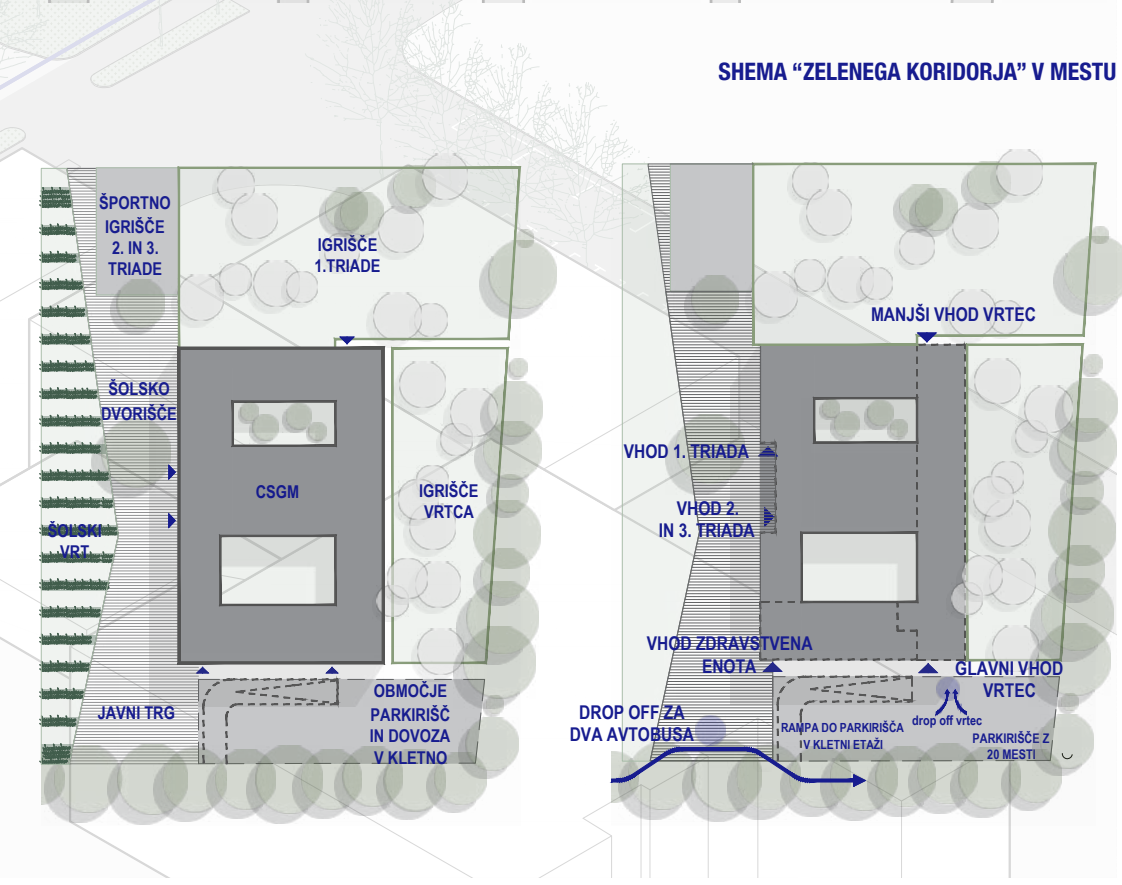 SHEMA “ZELENEGA KORIDORJA” V MESTU
ŠPORTNO
IGRIŠČE
2. IN 3.
TRIADE
IGRIŠČE
1.TRIADE
ŠOLSKO
DVORIŠČE
CSGM
IGRIŠČE
VRTCA
ŠOLSKI
VRT
JAVNI TRG
OBMOČJE
PARKIRIŠČ
IN DOVOZA
V KLETNO
MANJŠI VHOD VRTEC
VHOD 1. TRIADA
VHOD 2.
IN 3. TRIADA
VHOD ZDRAVSTVENA
ENOTA
GLAVNI VHOD
VRTEC
DROP OFF ZA
DVA AVTOBUSA
drop off vrtec
RAMPA DO PARKIRIŠČA
V KLETNI ETAŽI
PARKIRIŠČE Z
20 MESTI